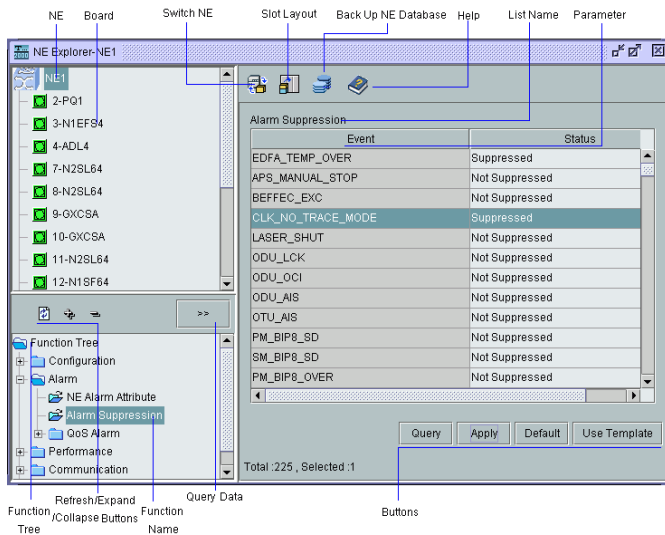 NE Board Switch NE Slot Layout Back Up NE Database Help List Name Parameter
NE Explorer-NE1
NE1
2-PQ1
3-N1EFS4
4-ADL4
7-N2SL64
8-N2SL64
9-GXCSA
10-GXCSA
11-N2SL64
12-N1SF64
>>
Function Tree
Configuration
Alarm
NE Alarm Attribute
Alarm Suppression
QoS Alarm
Performance
Communication
Alarm Suppression
Event Status
EDFA_TEMP_OVER Suppressed
APS_MANUAL_STOP Not Suppressed
BEFFEC_EXC Not Suppressed
CLK_NO_TRACE_MODE Suppressed
LASER_SHUT Not Suppressed
ODU_LCK Not Suppressed
ODU_OCI Not Suppressed
ODU_AIS Not Suppressed
OTU_AIS Not Suppressed
PM_BIP8_SD Not Suppressed
SM_BIP8_SD Not Suppressed
PM_BIP8_OVER Not Suppressed
Query Apply Default Use Template
Total :225 , Selected :1
Function
Tree
Refresh/Expand
/Collapse Buttons
Function
Name
Query Data
Buttons